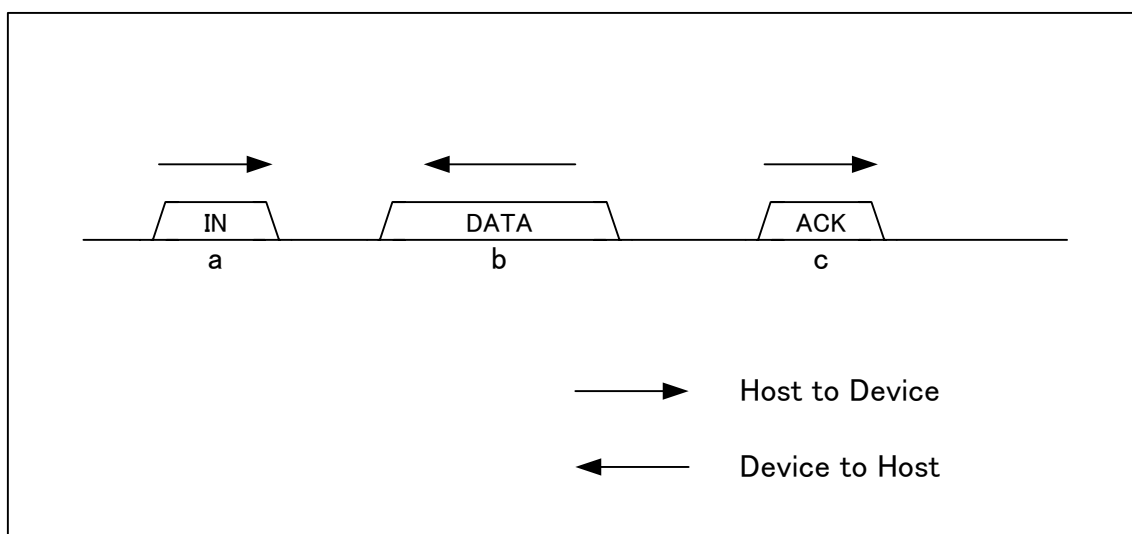 IN DATA ACK
a b c
Host to Device
Device to Host